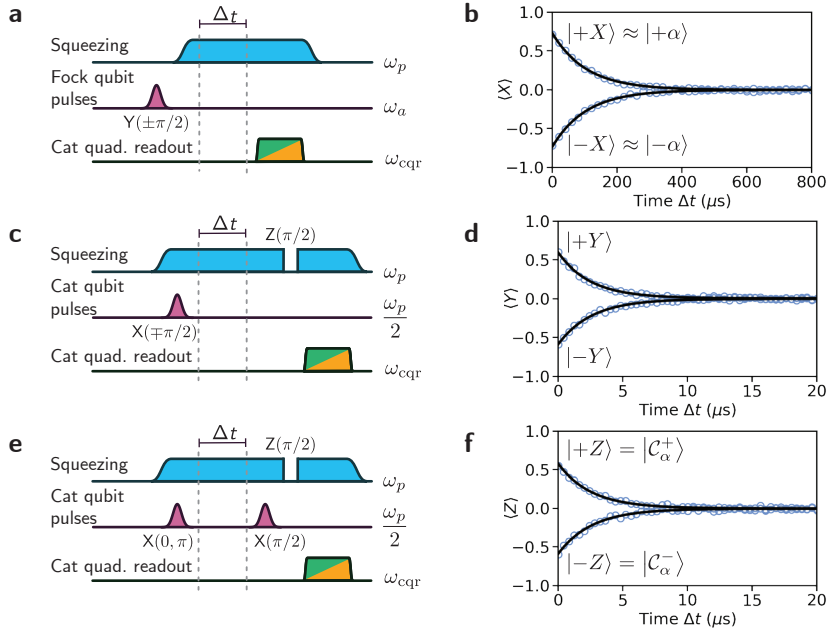 a
Δt
Squeezing
ω_p
Fock qubit
pulses
ω_a
Y(±π/2)
Cat quad. readout
ω_cqr
b
1.0
0.5
0.0
−0.5
−1.0
⟨X⟩
|+X⟩ ≈ |+α⟩
|−X⟩ ≈ |−α⟩
0 200 400 600 800
Time Δt (μs)
c
Δt
Z(π/2)
Squeezing
ω_p
Cat qubit
pulses
ω_p/2
X(∓π/2)
Cat quad. readout
ω_cqr
d
1.0
0.5
0.0
−0.5
−1.0
⟨Y⟩
|+Y⟩
|−Y⟩
0 5 10 15 20
Time Δt (μs)
e
Δt
Z(π/2)
Squeezing
ω_p
Cat qubit
pulses
ω_p/2
X(0, π)
X(π/2)
Cat quad. readout
ω_cqr
f
1.0
0.5
0.0
−0.5
−1.0
⟨Z⟩
|+Z⟩ = |𝒞_α^+⟩
|−Z⟩ = |𝒞_α^−⟩
0 5 10 15 20
Time Δt (μs)